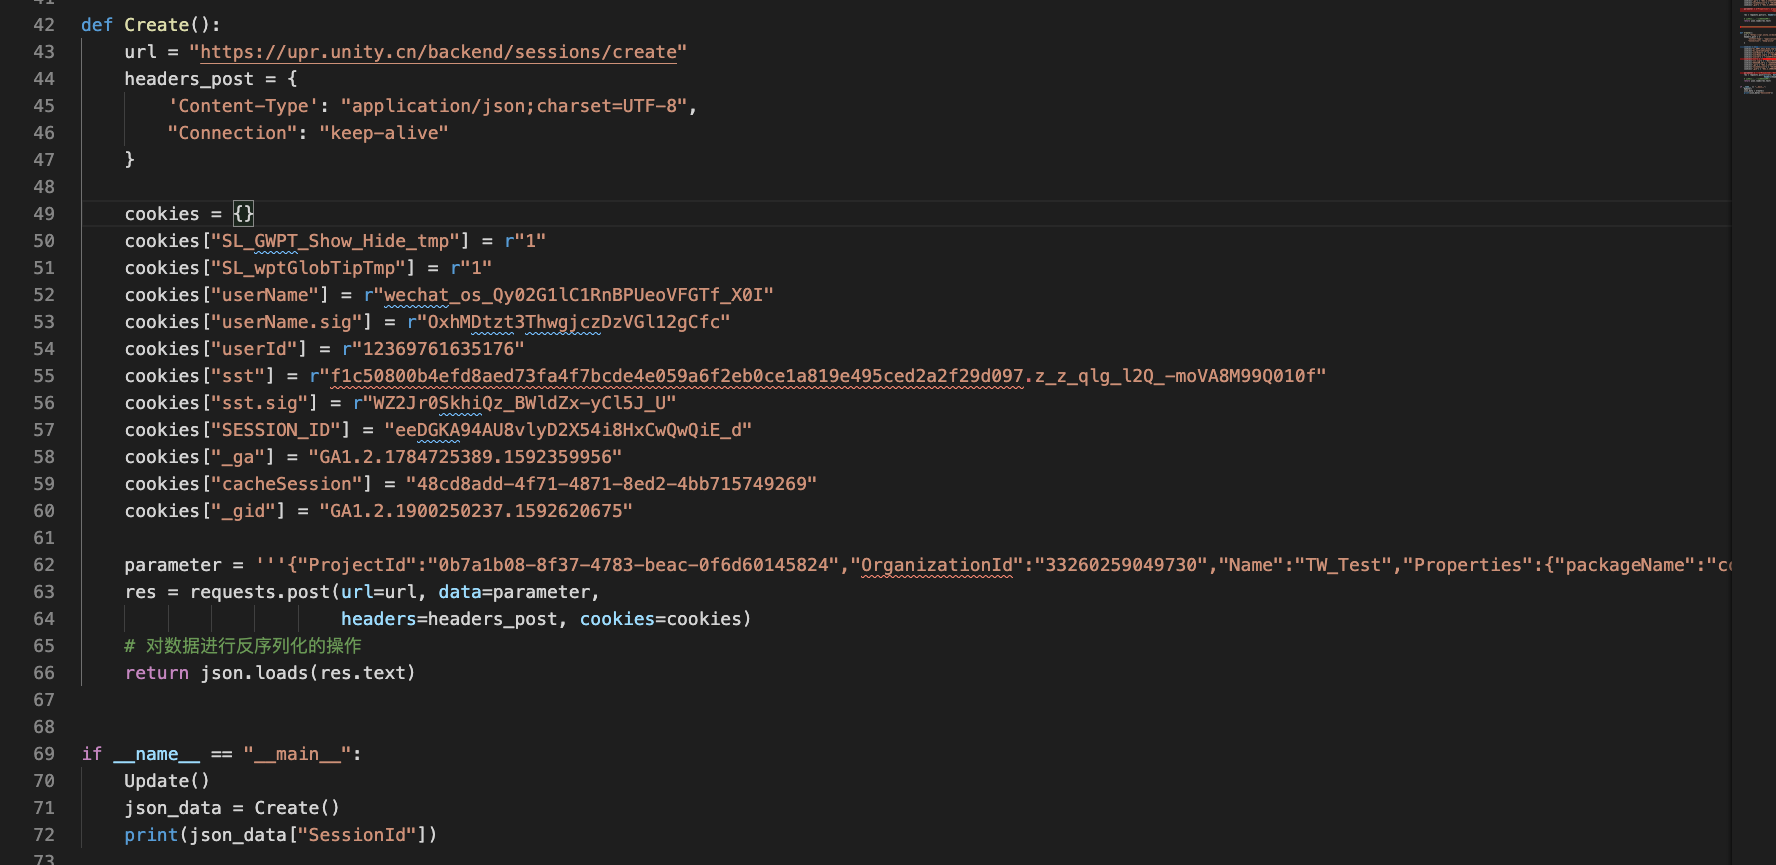 41
42 def Create():
43 url = "https://upr.unity.cn/backend/sessions/create"
44 headers_post = {
45 'Content-Type': "application/json;charset=UTF-8",
46 "Connection": "keep-alive"
47 }
48
49 cookies = {}
50 cookies["SL_GWPT_Show_Hide_tmp"] = r"1"
51 cookies["SL_wptGlobTipTmp"] = r"1"
52 cookies["userName"] = r"wechat_os_Qy02G1lC1RnBPUeoVFGTf_X0I"
53 cookies["userName.sig"] = r"OxhMDtzt3ThwgjczDzVGl12gCfc"
54 cookies["userId"] = r"12369761635176"
55 cookies["sst"] = r"f1c50800b4efd8aed73fa4f7bcde4e059a6f2eb0ce1a819e495ced2a2f29d097.z_z_qlg_l2Q_-moVA8M99Q010f"
56 cookies["sst.sig"] = r"WZ2Jr0SkhiQz_BWldZx-yCl5J_U"
57 cookies["SESSION_ID"] = "eeDGKA94AU8vlyD2X54i8HxCwQwQiE_d"
58 cookies["_ga"] = "GA1.2.1784725389.1592359956"
59 cookies["cacheSession"] = "48cd8add-4f71-4871-8ed2-4bb715749269"
60 cookies["_gid"] = "GA1.2.1900250237.1592620675"
61
62 parameter = '''{"ProjectId":"0b7a1b08-8f37-4783-beac-0f6d60145824","OrganizationId":"33260259049730","Name":"TW_Test","Properties":{"packageName":"c
63 res = requests.post(url=url, data=parameter,
64 headers=headers_post, cookies=cookies)
65 # 对数据进行反序列化的操作
66 return json.loads(res.text)
67
68
69 if __name__ == "__main__":
70 Update()
71 json_data = Create()
72 print(json_data["SessionId"])
73